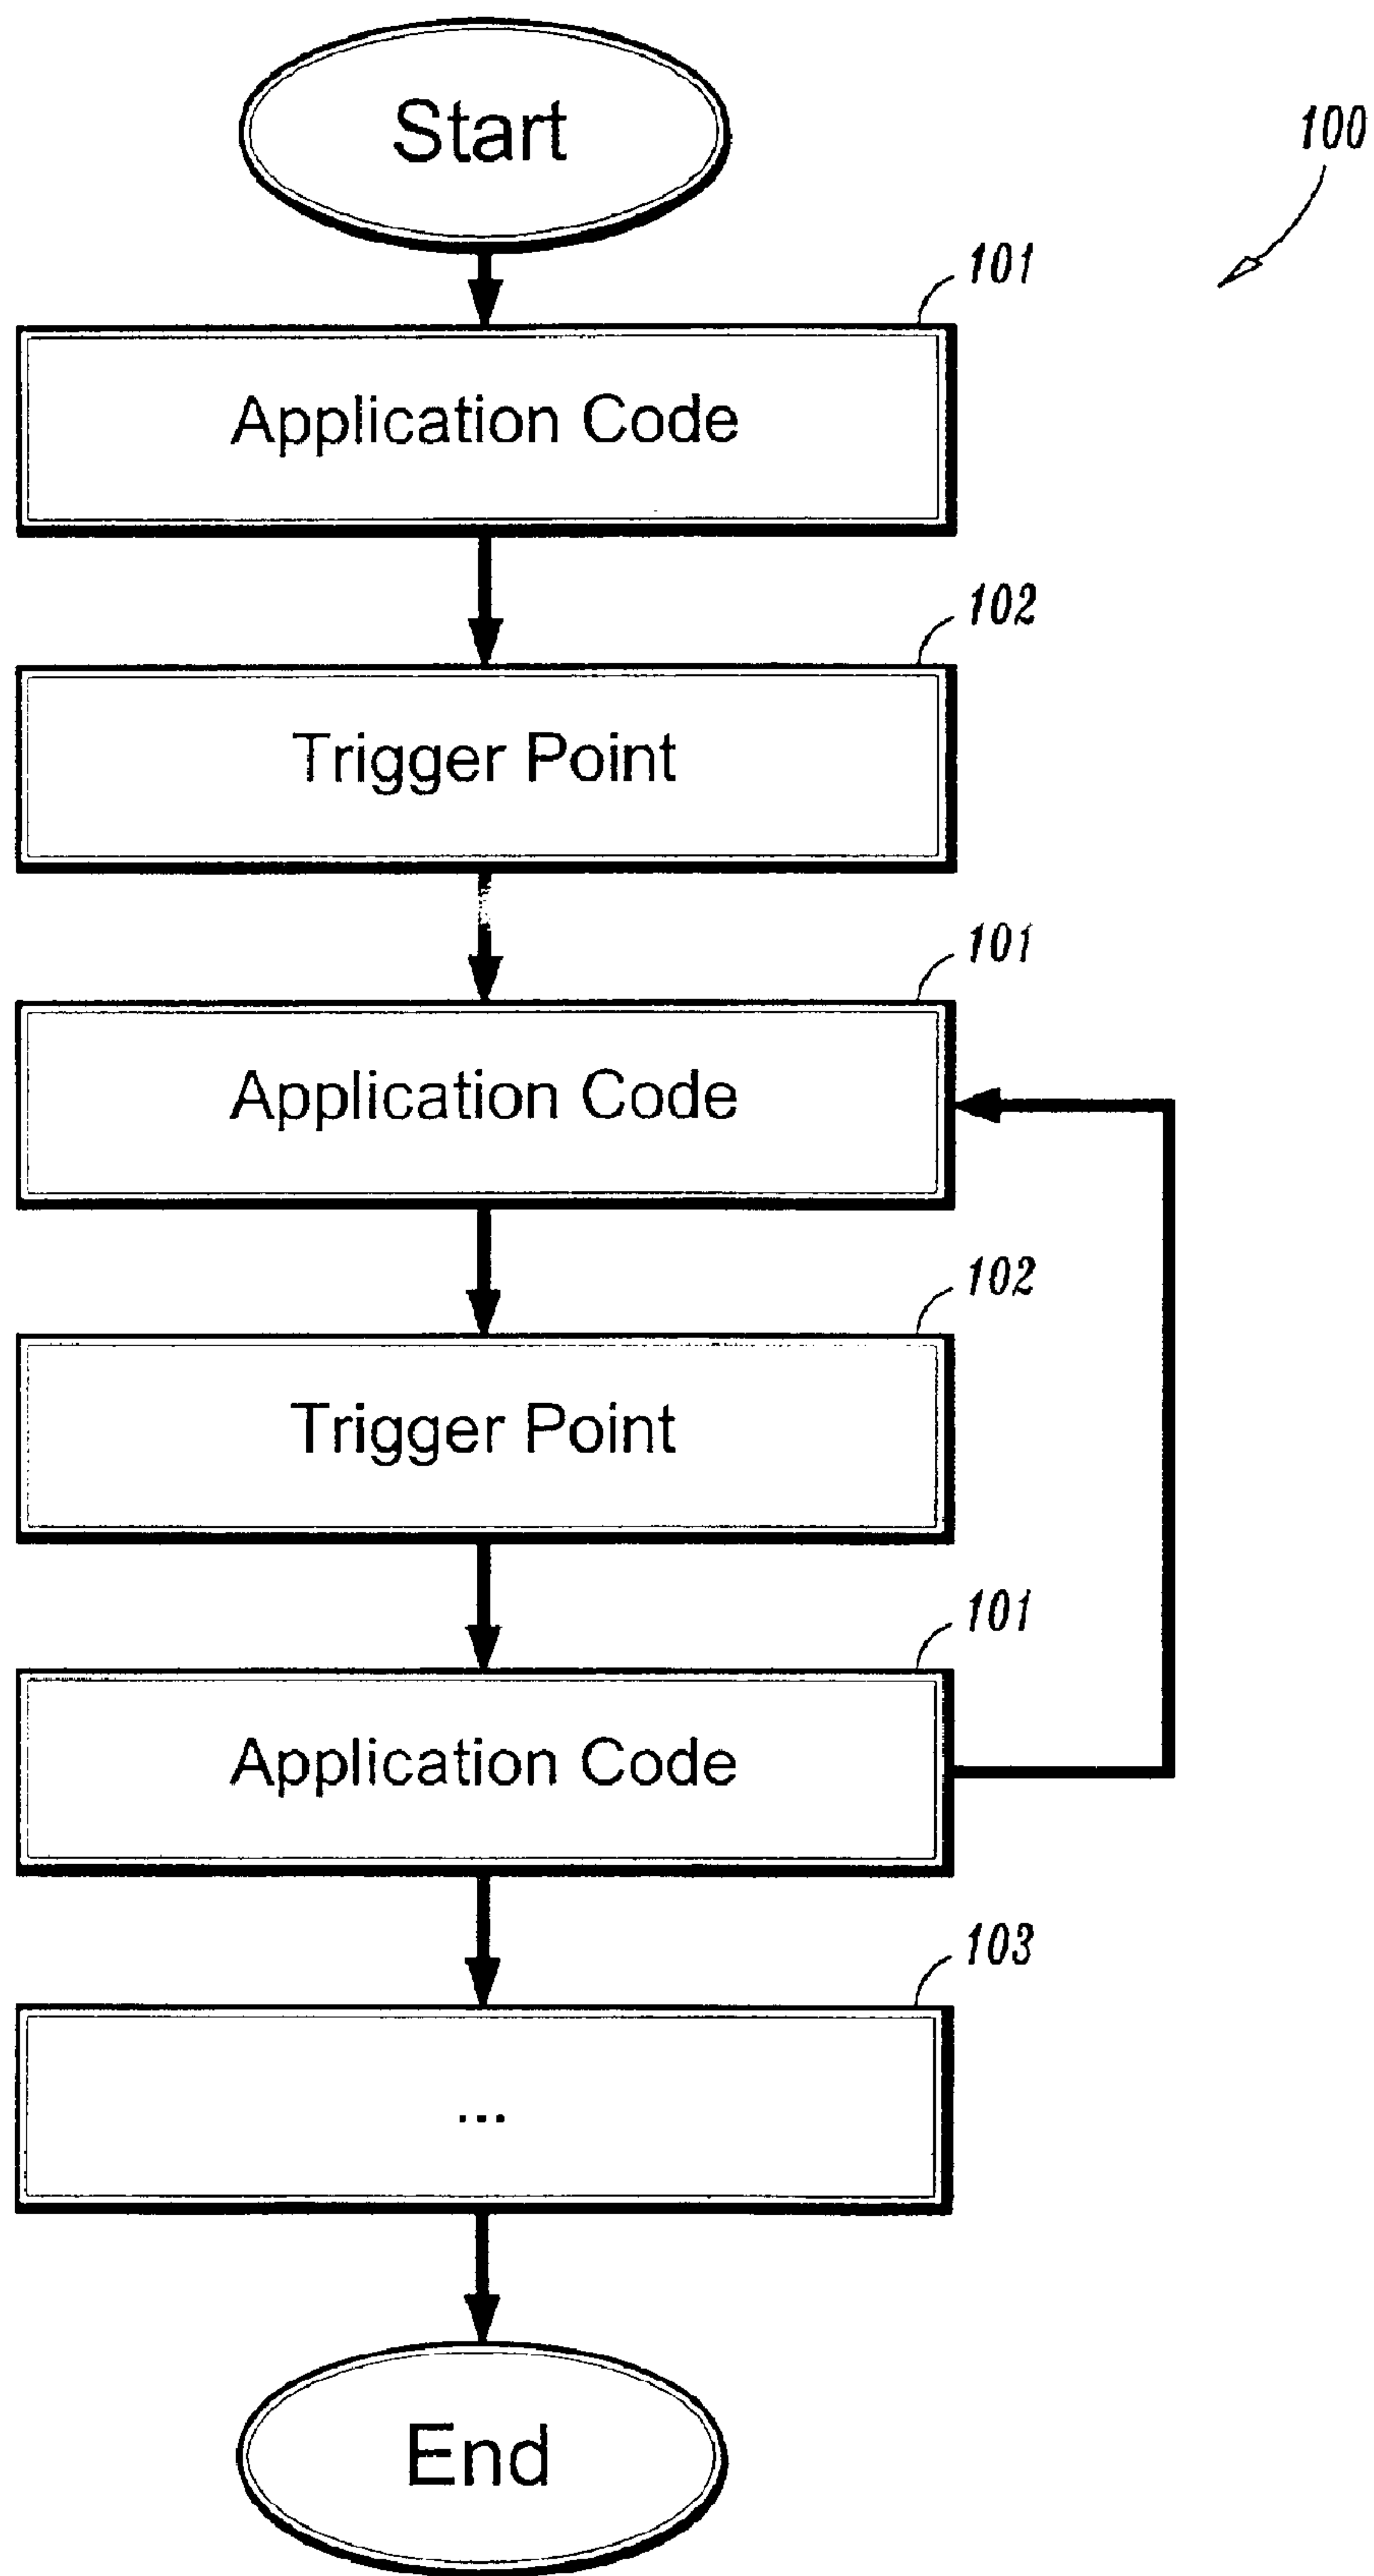 Start
100
101
Application Code
102
Trigger Point
101
Application Code
102
Trigger Point
101
Application Code
103
...
End